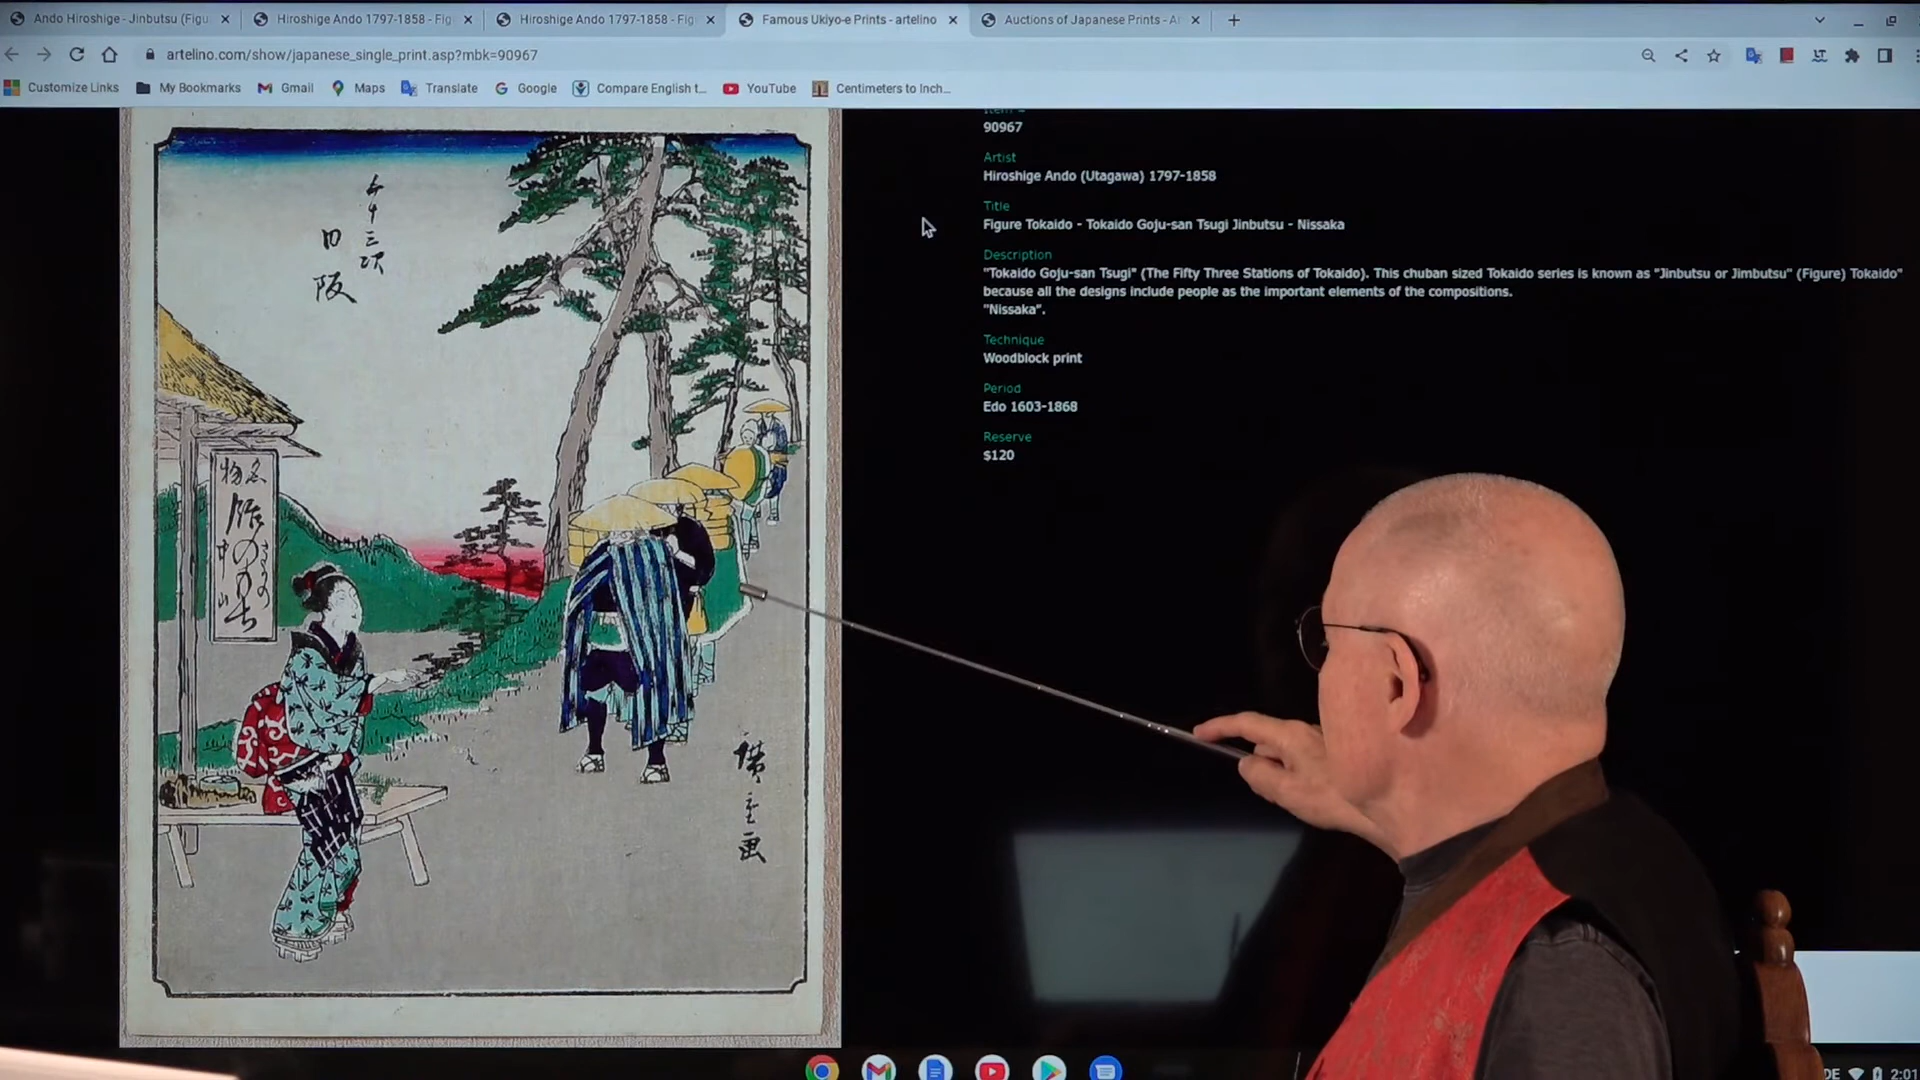 Ando Hiroshige - Jinbutsu (Figu
Hiroshige Ando 1797-1858 - Fig
Hiroshige Ando 1797-1858 - Fig
Famous Ukiyo-e Prints - artelino
Auctions of Japanese Prints - A
artelino.com/show/japanese_single_print.asp?mbk=90967
Customize Links
My Bookmarks
Gmail
Maps
Translate
Google
Compare English t...
YouTube
Centimeters to Inch...
90967
Artist
Hiroshige Ando (Utagawa) 1797-1858
Title
Figure Tokaido - Tokaido Goju-san Tsugi Jinbutsu - Nissaka
Description
"Tokaido Goju-san Tsugi" (The Fifty Three Stations of Tokaido). This chuban sized Tokaido series is known as "Jinbutsu or Jimbutsu" (Figure) Tokaido"
because all the designs include people as the important elements of the compositions.
"Nissaka".
Technique
Woodblock print
Period
Edo 1603-1868
Reserve
$120
五十三次
日阪
名物
廣重画
DE
2:01